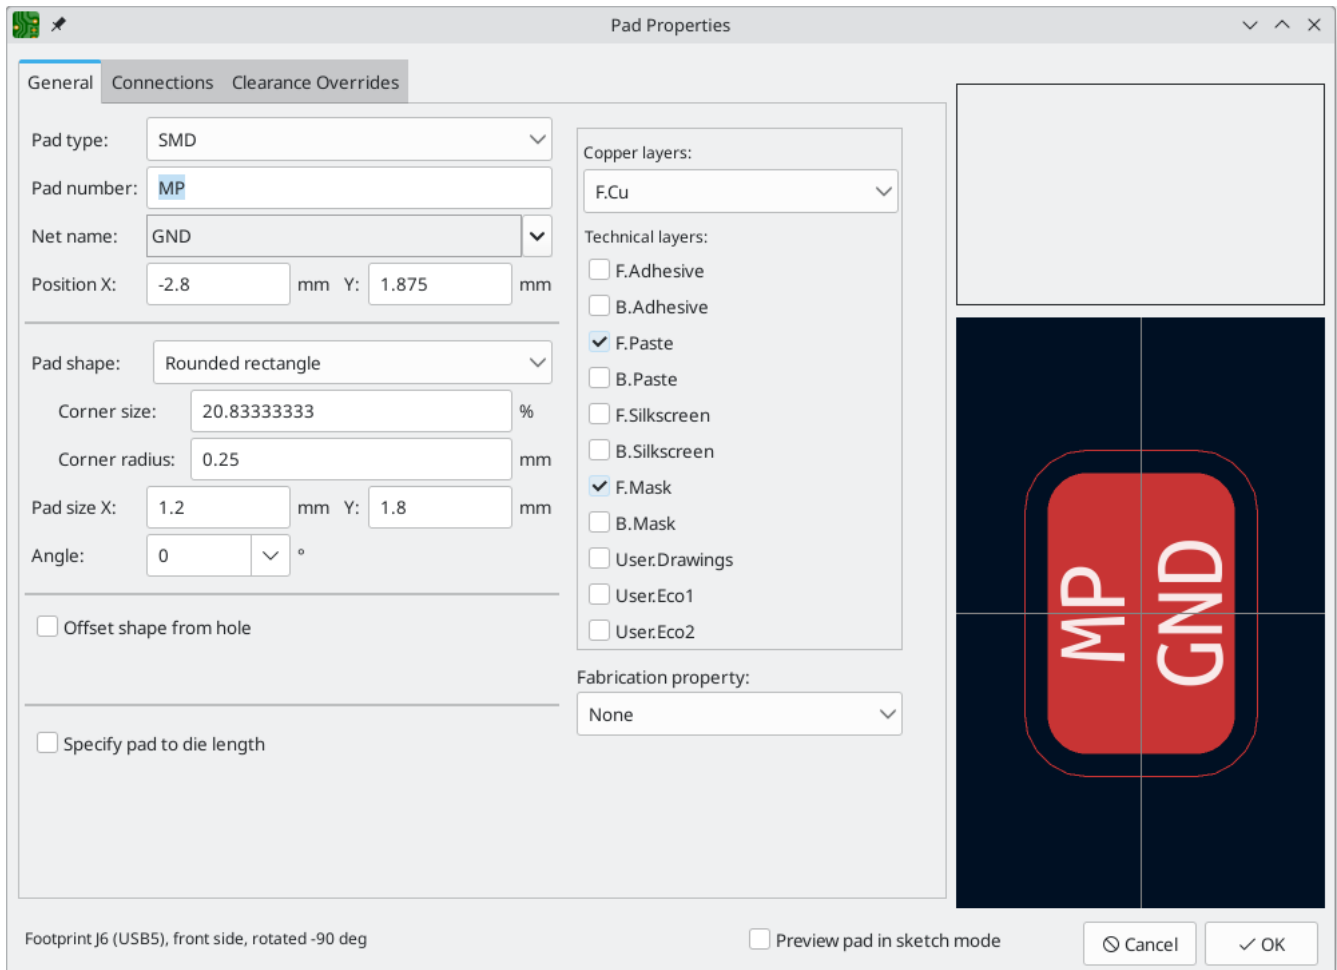 Pad Properties
General Connections Clearance Overrides
Pad type: SMD
Pad number: MP
Net name: GND
Position X: -2.8 mm Y: 1.875 mm
Pad shape: Rounded rectangle
Corner size: 20.83333333 %
Corner radius: 0.25 mm
Pad size X: 1.2 mm Y: 1.8 mm
Angle: 0 °
Offset shape from hole
Specify pad to die length
Copper layers:
F.Cu
Technical layers:
F.Adhesive
B.Adhesive
F.Paste
B.Paste
F.Silkscreen
B.Silkscreen
F.Mask
B.Mask
User.Drawings
User.Eco1
User.Eco2
Fabrication property:
None
MP
GND
Footprint J6 (USB5), front side, rotated -90 deg
Preview pad in sketch mode
Cancel
OK